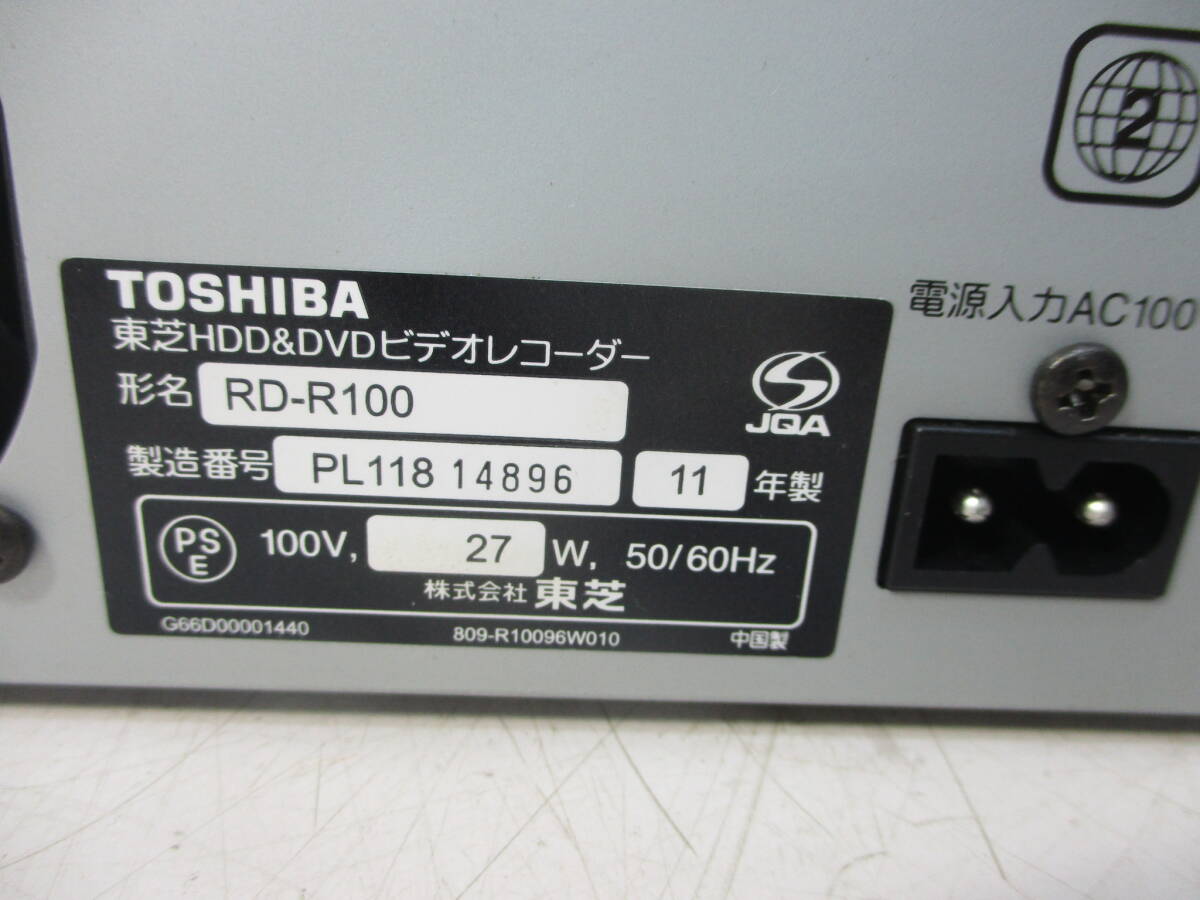 2
電源入力AC100
TOSHIBA
東芝HDD&DVDビデオレコーダー
形名 RD-R100
JQA
製造番号 PL118 14896 11 年製
PSE 100V, 27 W, 50/60Hz
株式会社 東芝
G66D00001440 809-R10096W010 中国製